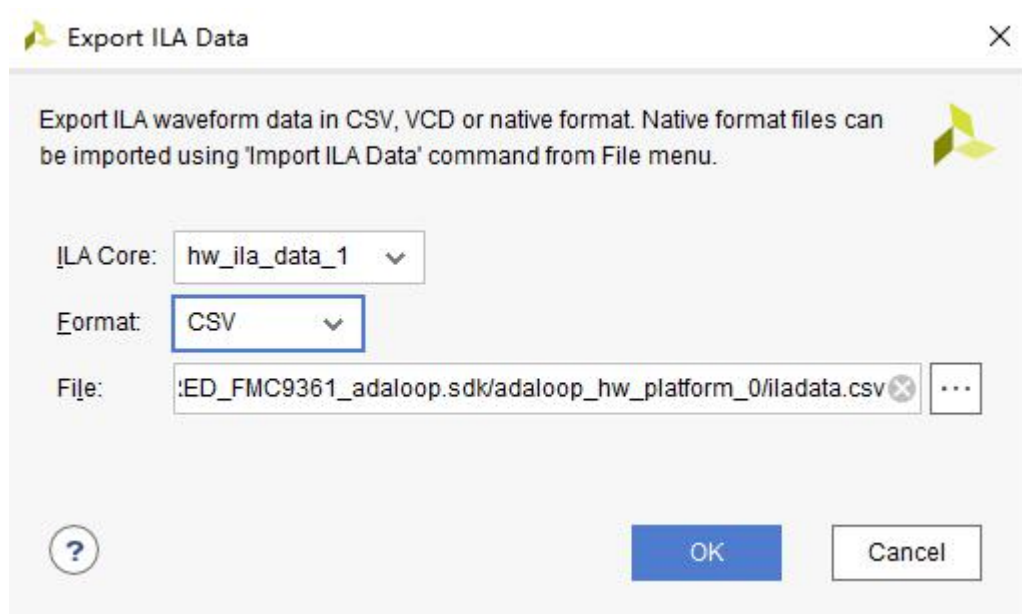 Export ILA Data
Export ILA waveform data in CSV, VCD or native format. Native format files can
be imported using 'Import ILA Data' command from File menu.
ILA Core: hw_ila_data_1
Format: CSV
File: :ED_FMC9361_adaloop.sdk/adaloop_hw_platform_0/iladata.csv ...
? OK Cancel